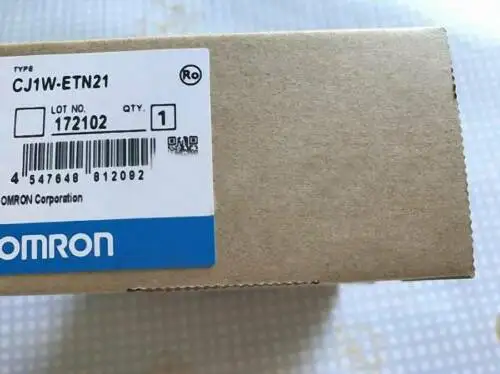 TYPE
CJ1W-ETN21
Ro
LOT NO. QTY.
172102 1
4 547648 812092
OMRON Corporation
OMRON